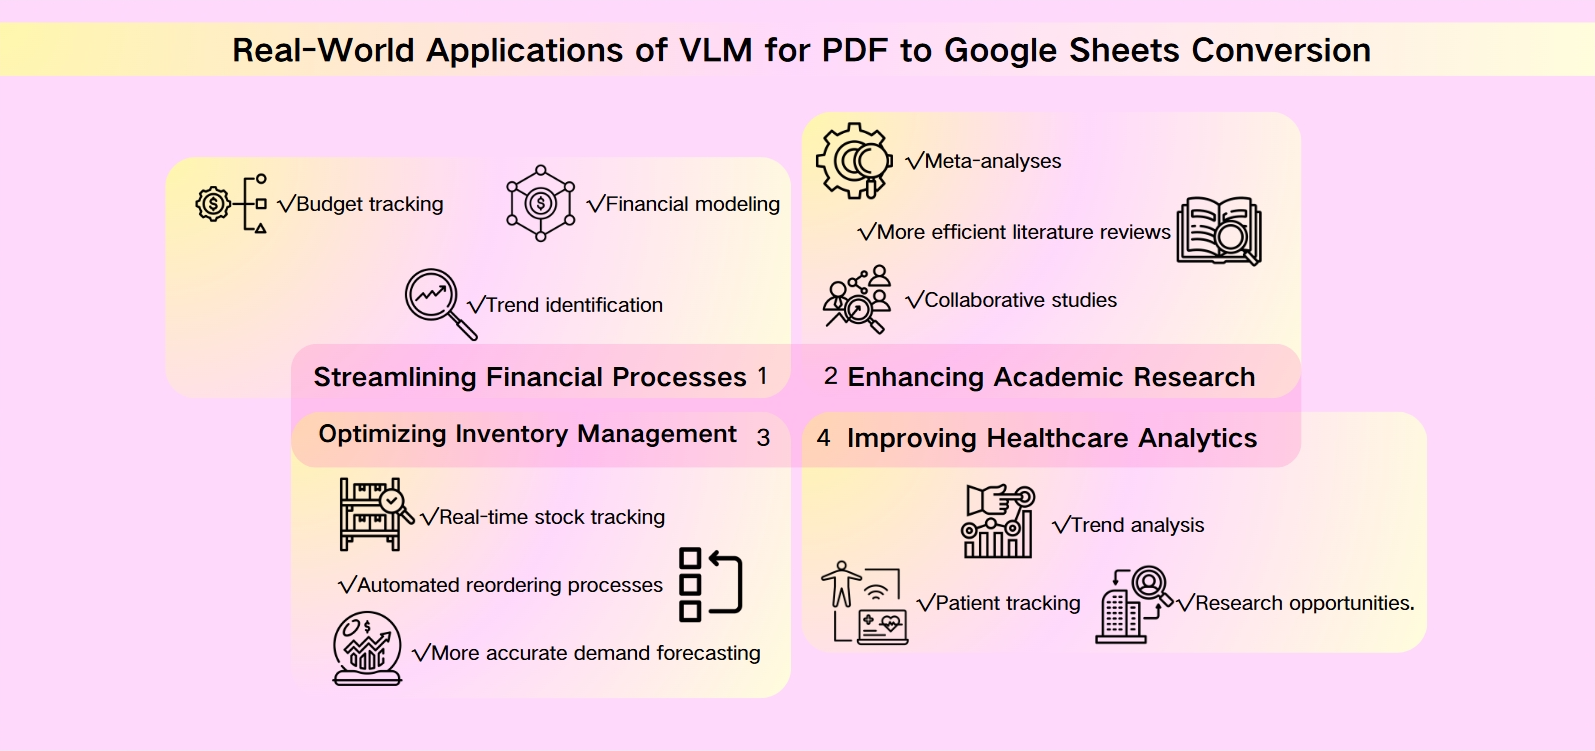 Real-World Applications of VLM for PDF to Google Sheets Conversion
√Budget tracking
√Financial modeling
√Trend identification
Streamlining Financial Processes 1
√Meta-analyses
√More efficient literature reviews
√Collaborative studies
2 Enhancing Academic Research
Optimizing Inventory Management 3
√Real-time stock tracking
√Automated reordering processes
√More accurate demand forecasting
4 Improving Healthcare Analytics
√Trend analysis
√Patient tracking
√Research opportunities.